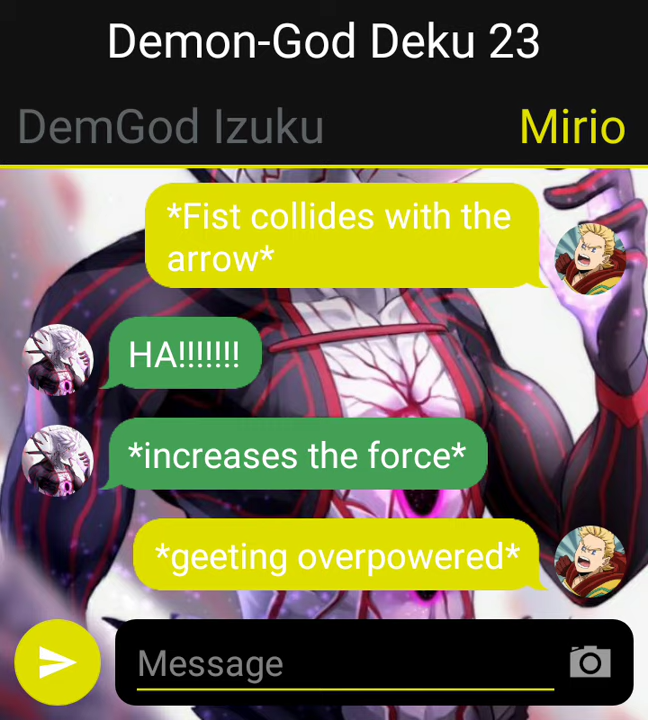 Demon-God Deku 23
DemGod Izuku
Mirio
*Fist collides with the
arrow*
HA!!!!!!!
*increases the force*
*geeting overpowered*
Message